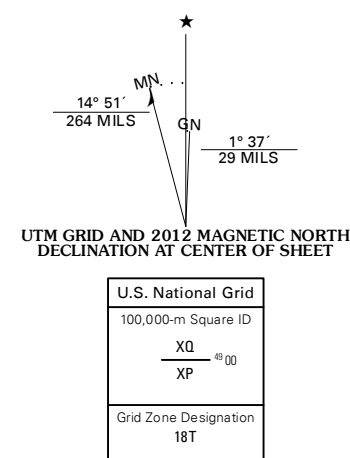 ★
MN
14° 51´
264 MILS
GN
1° 37´
29 MILS
UTM GRID AND 2012 MAGNETIC NORTH
DECLINATION AT CENTER OF SHEET
U.S. National Grid
100,000-m Square ID
XQ
49 00
XP
Grid Zone Designation
18T